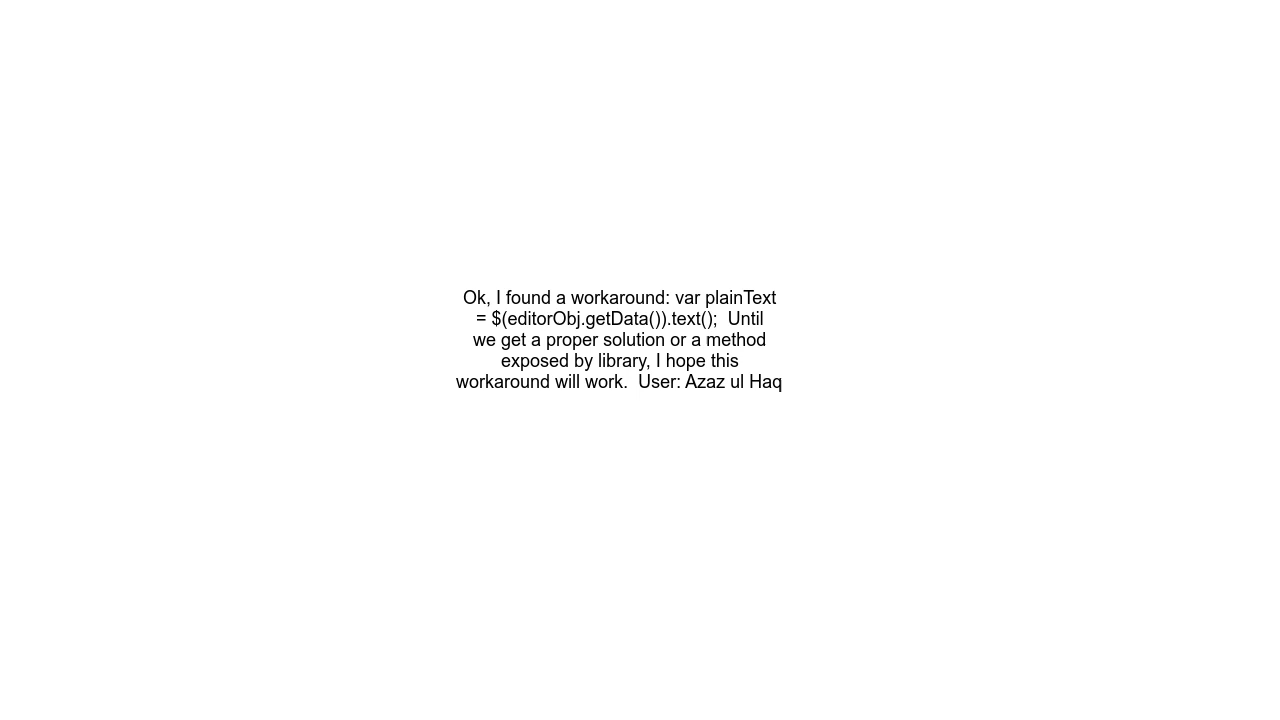 Ok, I found a workaround: var plainText
= $(editorObj.getData()).text();  Until
we get a proper solution or a method
exposed by library, I hope this
workaround will work.  User: Azaz ul Haq